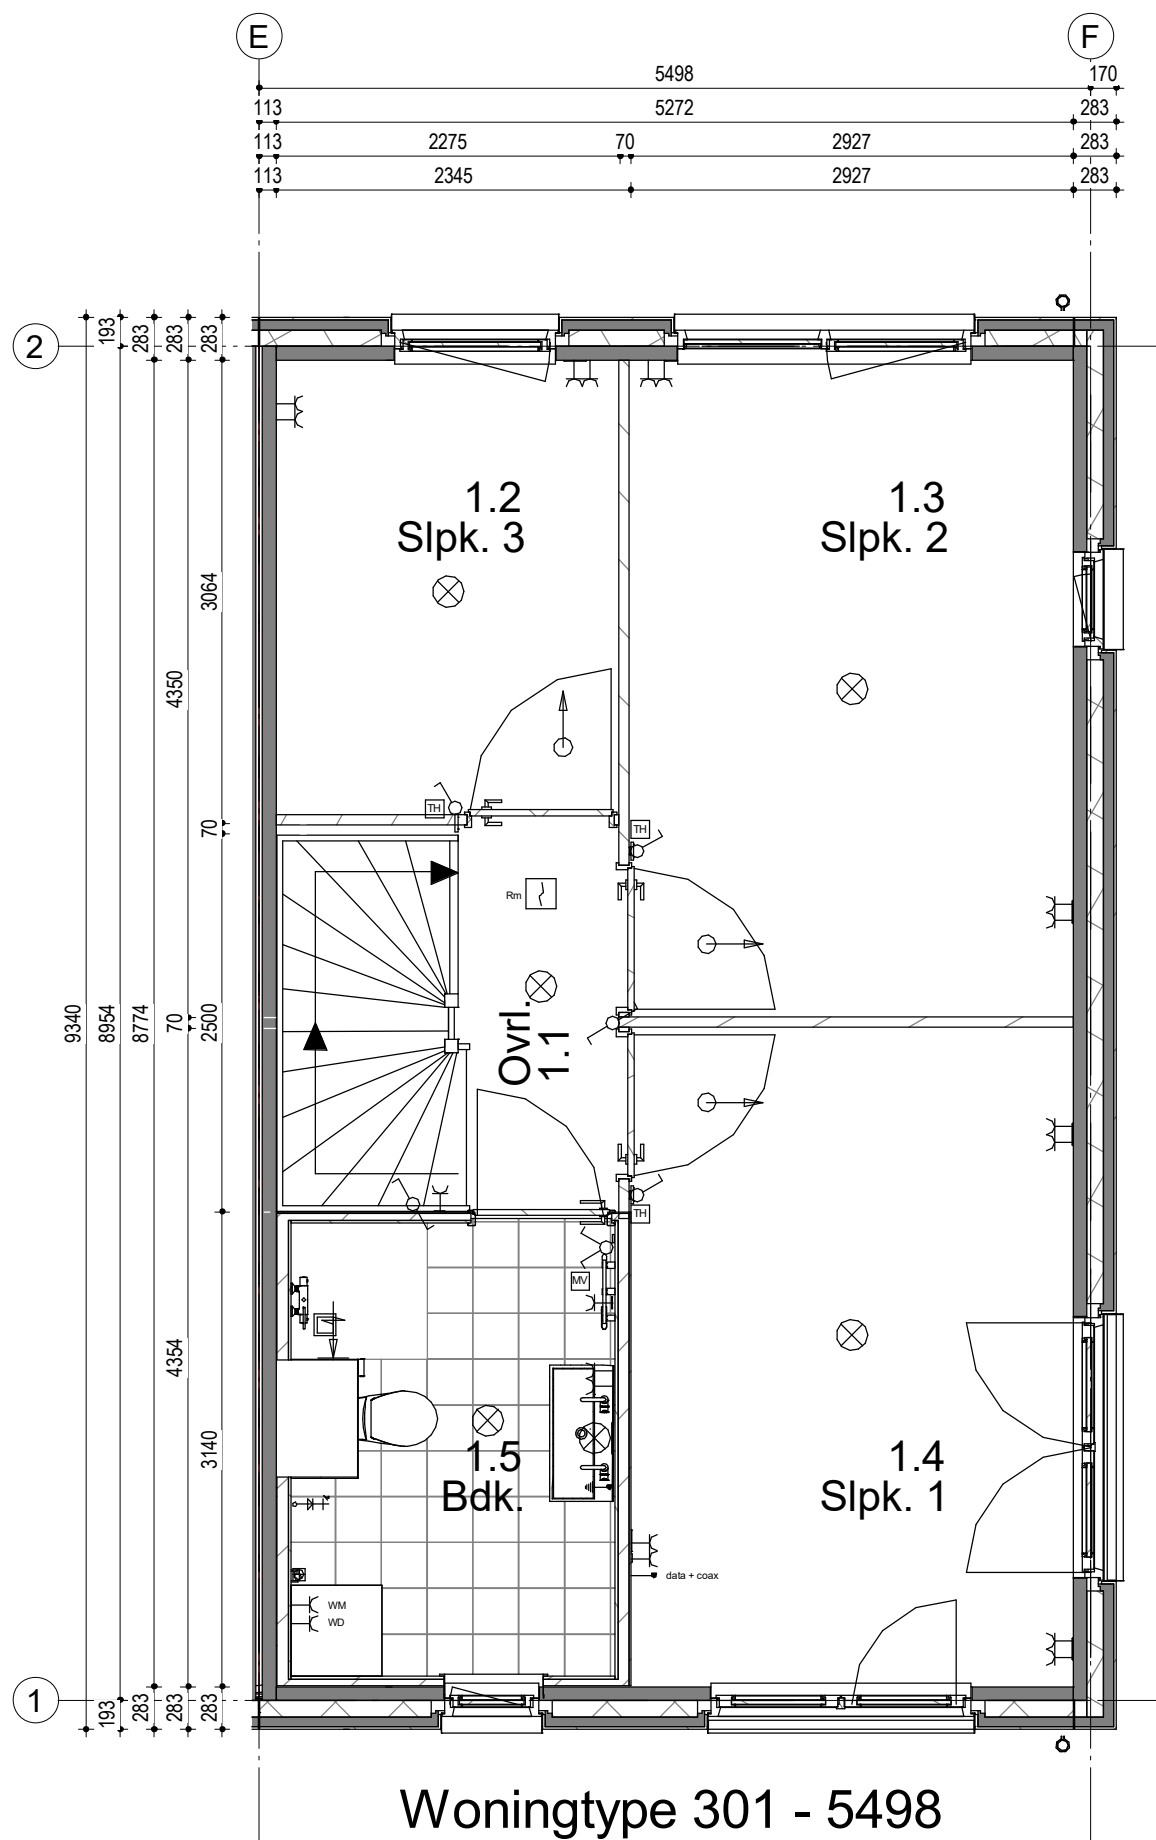 E
F
5498
170
113
5272
283
113
2275
70
2927
283
113
2345
2927
283
2
193
283
283
283
1.2
Slpk. 3
1.3
Slpk. 2
3064
4350
TH
70
TH
Rm
9340
8954
8774
70
2500
Ovrl.
1.1
TH
MV
4354
3140
1.5
Bdk.
1.4
Slpk. 1
data + coax
WM
WD
1
193
283
283
283
Woningtype 301 - 5498